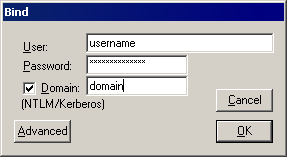 Bind
User: username
Password: *************
Domain: domain
(NTLM/Kerberos)
Cancel
Advanced OK